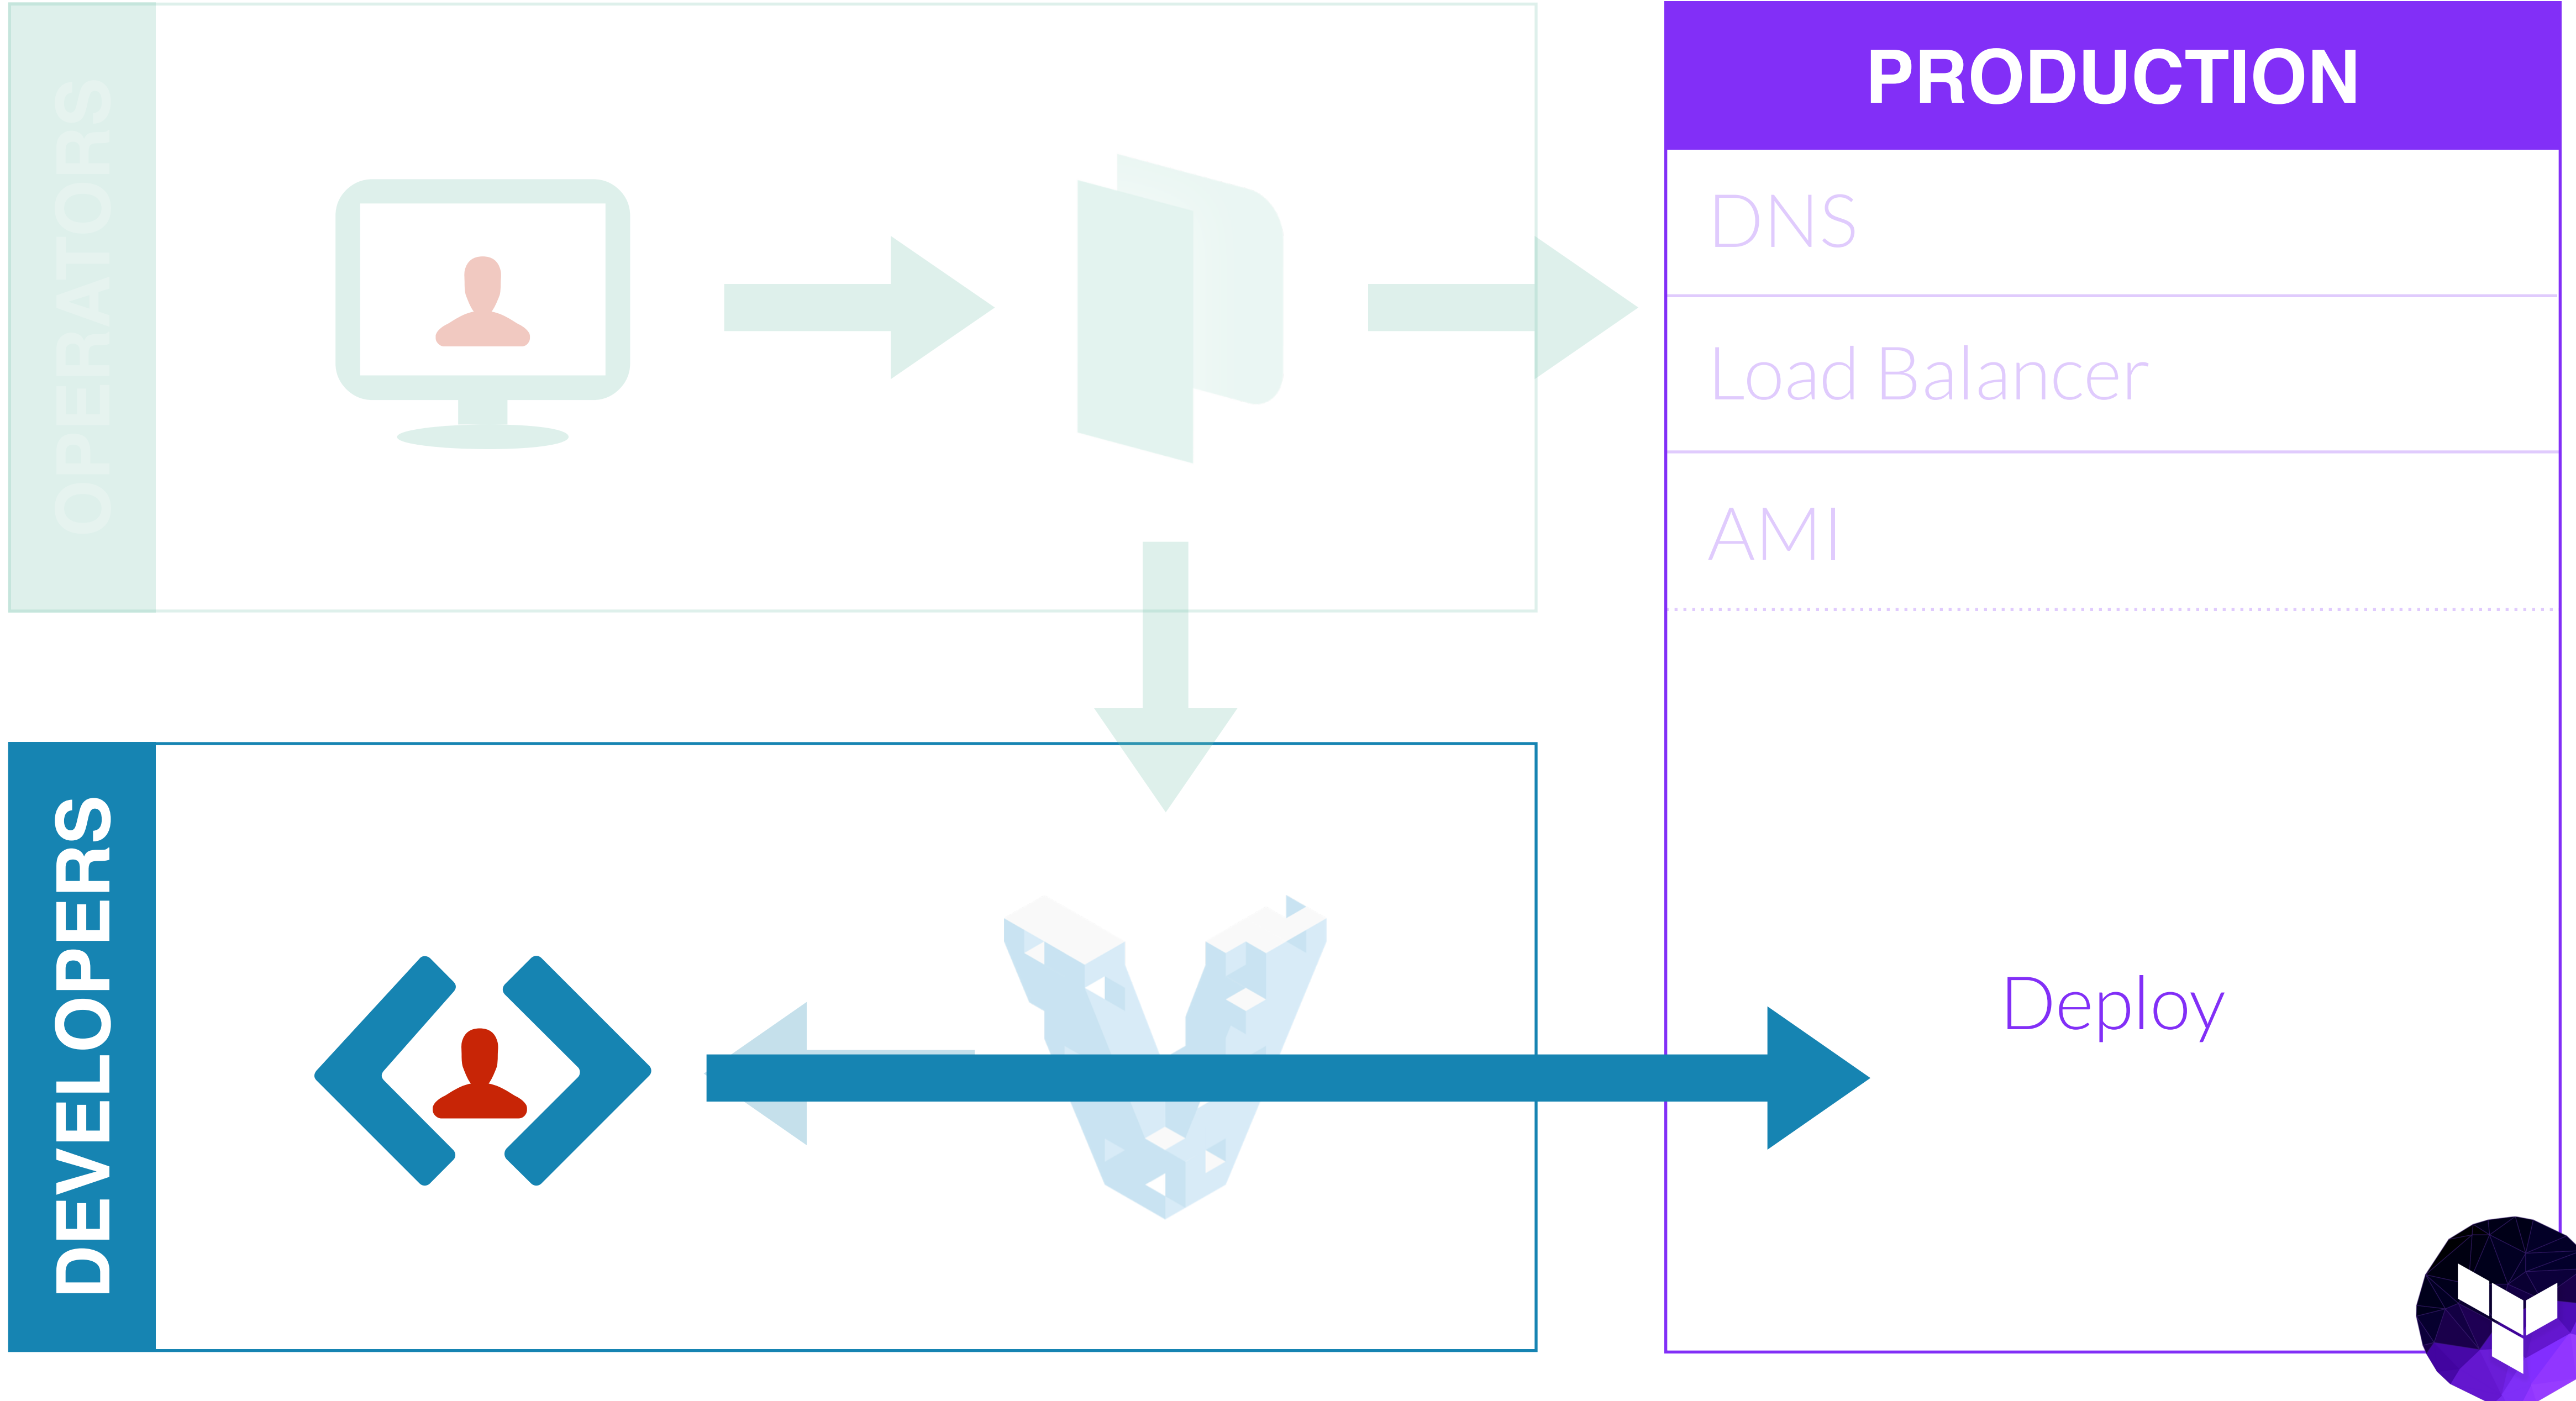 OPERATORS
PRODUCTION
DNS
Load Balancer
AMI
DEVELOPERS
Deploy